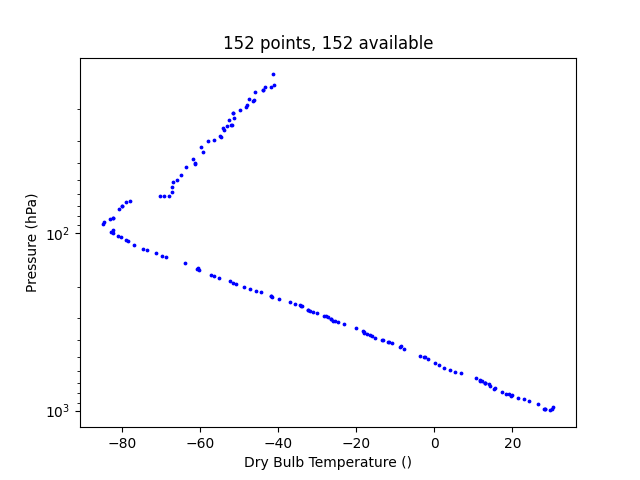 152 points, 152 available
10²
10³
Pressure (hPa)
−80
−60
−40
−20
0
20
Dry Bulb Temperature ()